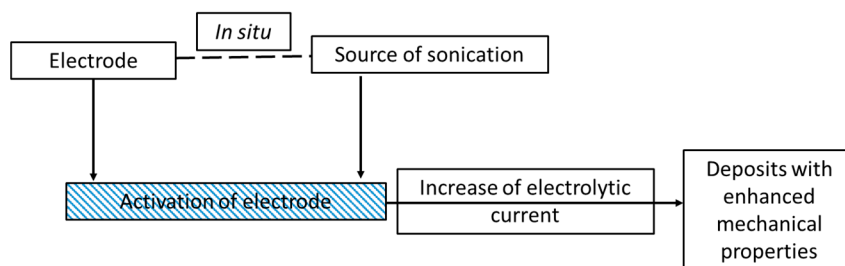 In situ
Electrode
Source of sonication
Activation of electrode
Increase of electrolytic
current
Deposits with
enhanced
mechanical
properties